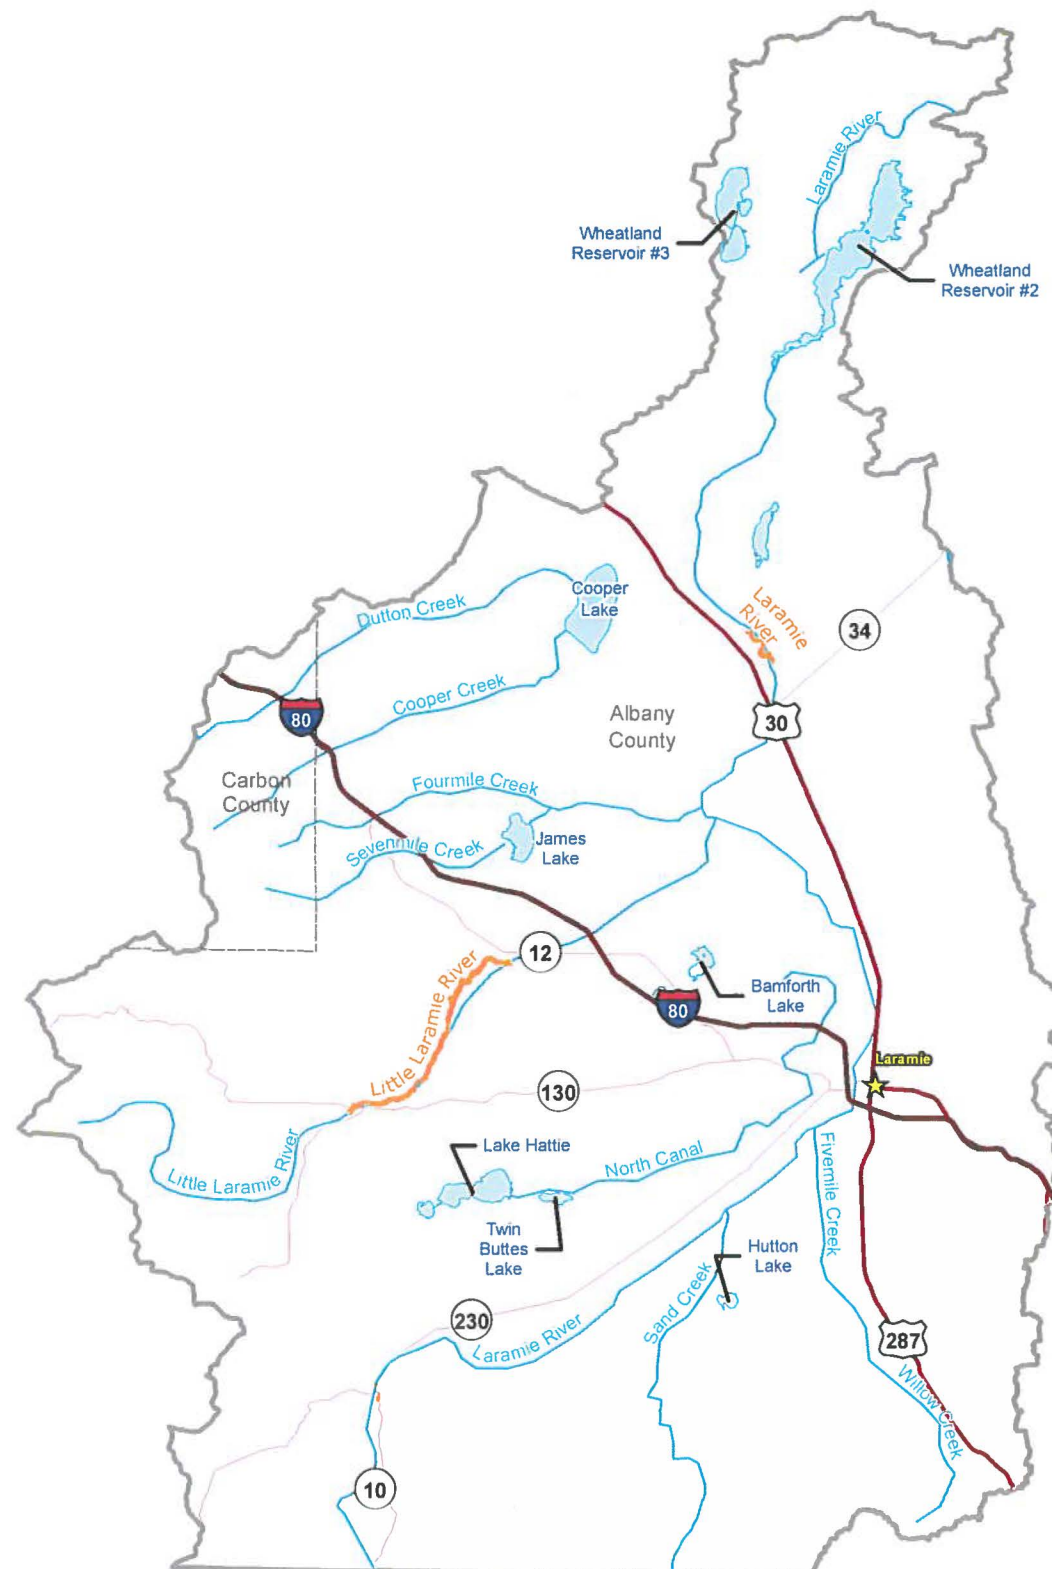 Laramie River
Wheatland
Reservoir #3
Wheatland
Reservoir #2
Cooper
Lake
Dutton Creek
Laramie
River
34
Cooper Creek
80
Albany
County
30
Carbon
County
Fourmile Creek
Sevenmile Creek
James
Lake
12
Little Laramie River
Bamforth
Lake
80
Laramie
130
Lake Hattie
North Canal
Little Laramie River
Fivemile Creek
Twin
Buttes
Lake
Hutton
Lake
Sand Creek
230
Laramie River
287
Willow Creek
10